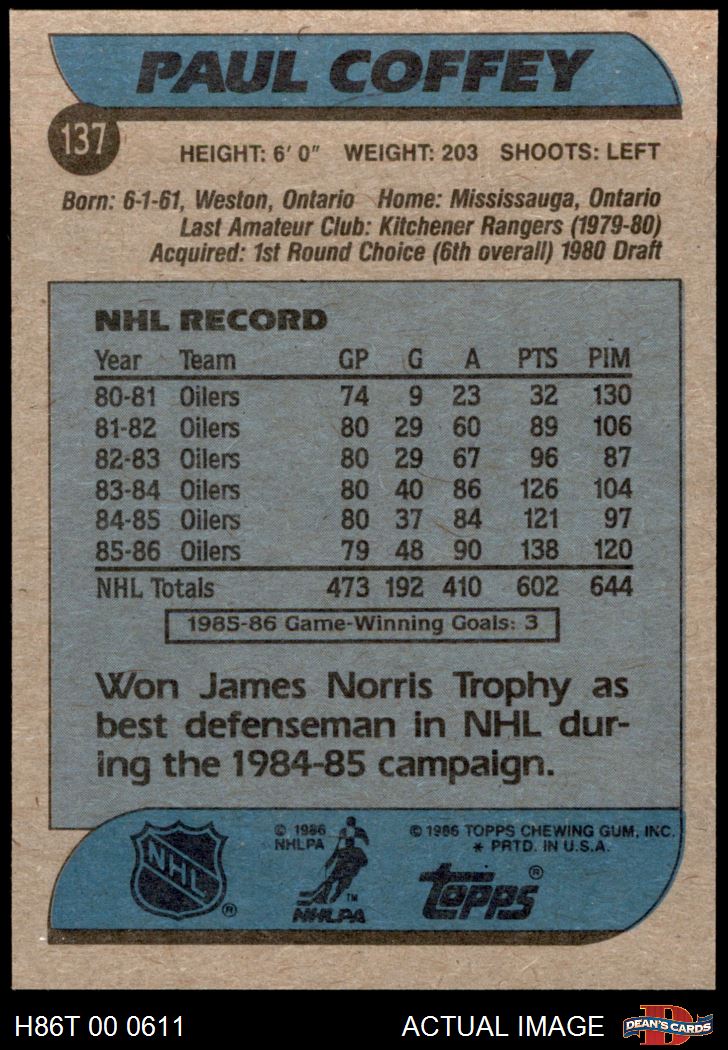 PAUL COFFEY
137
HEIGHT: 6' 0" WEIGHT: 203 SHOOTS: LEFT
Born: 6-1-61, Weston, Ontario Home: Mississauga, Ontario
Last Amateur Club: Kitchener Rangers (1979-80)
Acquired: 1st Round Choice (6th overall) 1980 Draft
NHL RECORD
Year Team GP G A PTS PIM
80-81 Oilers 74 9 23 32 130
81-82 Oilers 80 29 60 89 106
82-83 Oilers 80 29 67 96 87
83-84 Oilers 80 40 86 126 104
84-85 Oilers 80 37 84 121 97
85-86 Oilers 79 48 90 138 120
NHL Totals 473 192 410 602 644
1985-86 Game-Winning Goals: 3
Won James Norris Trophy as
best defenseman in NHL dur-
ing the 1984-85 campaign.
NHL ®
© 1986
NHLPA
TM
NHLPA
© 1986 TOPPS CHEWING GUM, INC.
* PRTD. IN U.S.A.
topps ®
H86T 00 0611 ACTUAL IMAGE D DEAN'S CARDS